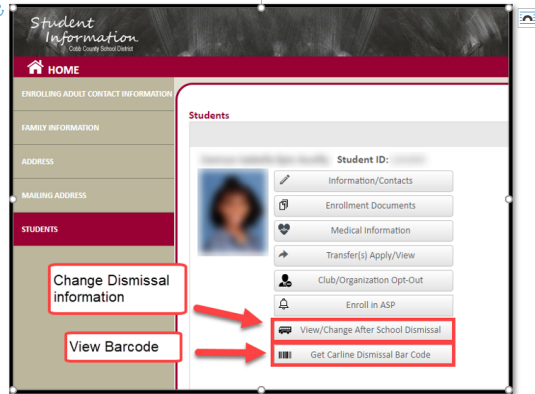 Student
Information
Cobb County School District
HOME
ENROLLING ADULT CONTACT INFORMATION
FAMILY INFORMATION
ADDRESS
MAILING ADDRESS
STUDENTS
Students
Student ID:
Information/Contacts
Enrollment Documents
Medical Information
Transfer(s) Apply/View
Club/Organization Opt-Out
Enroll in ASP
View/Change After School Dismissal
Get Carline Dismissal Bar Code
Change Dismissal
information
View Barcode